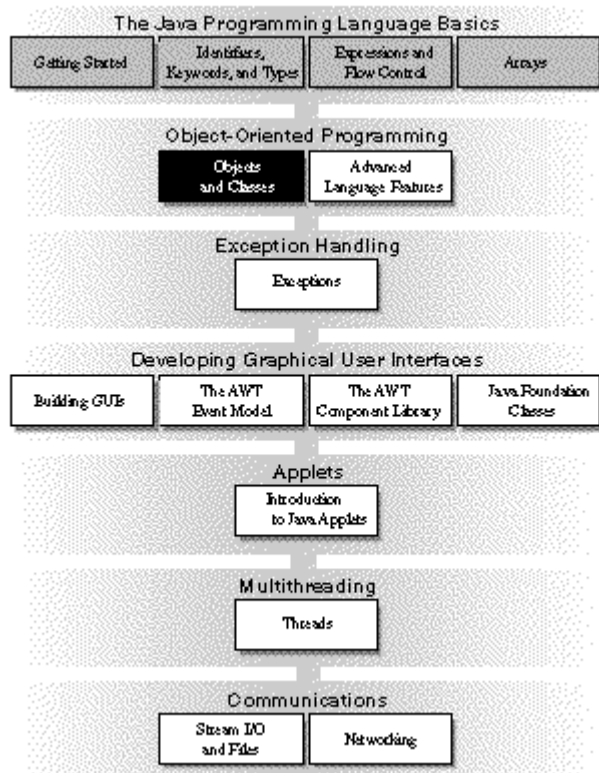 The Java Programming Language Basics
Getting Started
Identifiers,
Keywords, and Types
Expressions and
Flow Control
Arrays
Object-Oriented Programming
Objects
and Classes
Advanced
Language Features
Exception Handling
Exceptions
Developing Graphical User Interfaces
Building GUIs
The AWT
Event Model
The AWT
Component Library
Java Foundation
Classes
Applets
Introduction
to Java Applets
Multithreading
Threads
Communications
Stream I/O
and Files
Networking